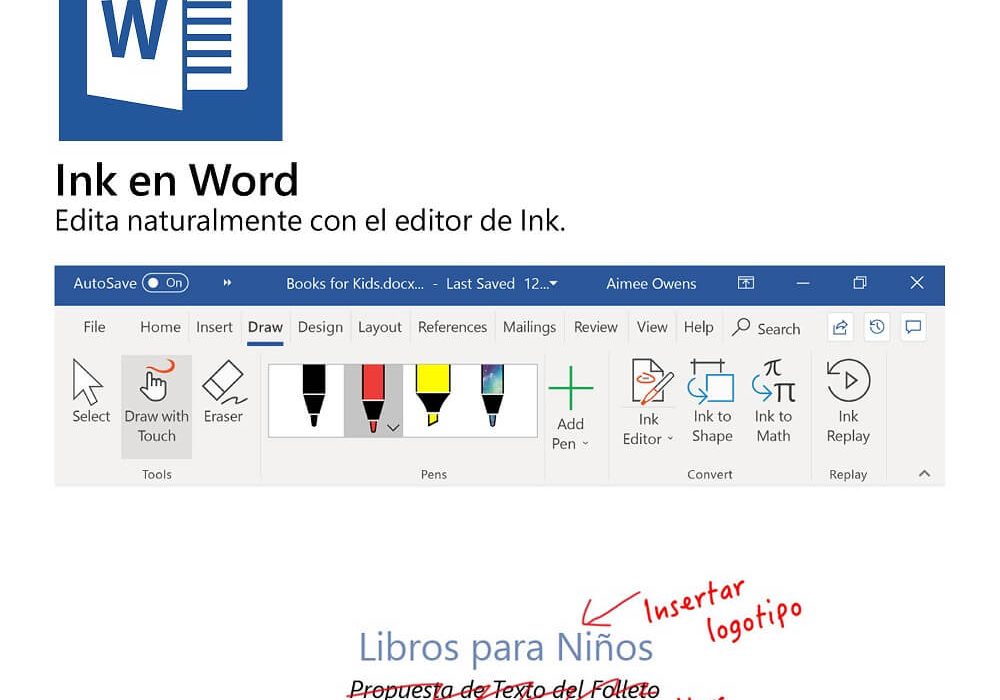 W
Ink en Word
Edita naturalmente con el editor de Ink.
AutoSave On Books for Kids.docx... - Last Saved 12... Aimee Owens
File Home Insert Draw Design Layout References Mailings Review View Help Search
Select Draw with Touch Eraser Add Pen Ink Editor Ink to Shape Ink to Math Ink Replay
Tools Pens Convert Replay
Insertar
logotipo
Libros para Niños
Propuesta de Texto del Folleto